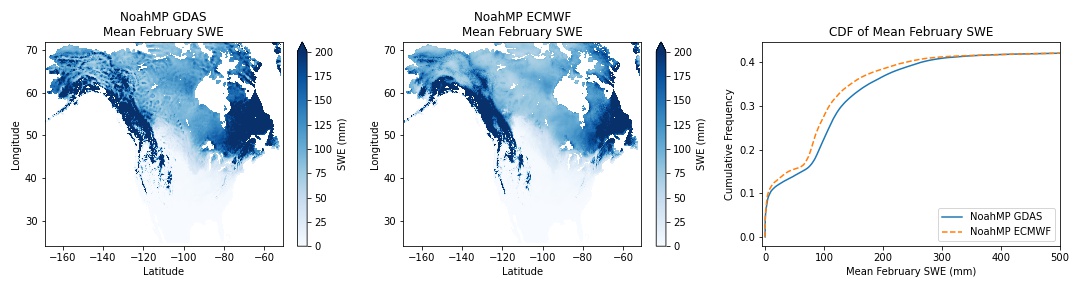 NoahMP GDAS
Mean February SWE
70
60
50
40
30
Longitude
−160 −140 −120 −100 −80 −60
Latitude
200
175
150
125
100
75
50
25
0
SWE (mm)
NoahMP ECMWF
Mean February SWE
70
60
50
40
30
Longitude
−160 −140 −120 −100 −80 −60
Latitude
200
175
150
125
100
75
50
25
0
SWE (mm)
CDF of Mean February SWE
0.4
0.3
0.2
0.1
0.0
Cumulative Frequency
0 100 200 300 400 500
Mean February SWE (mm)
NoahMP GDAS
NoahMP ECMWF